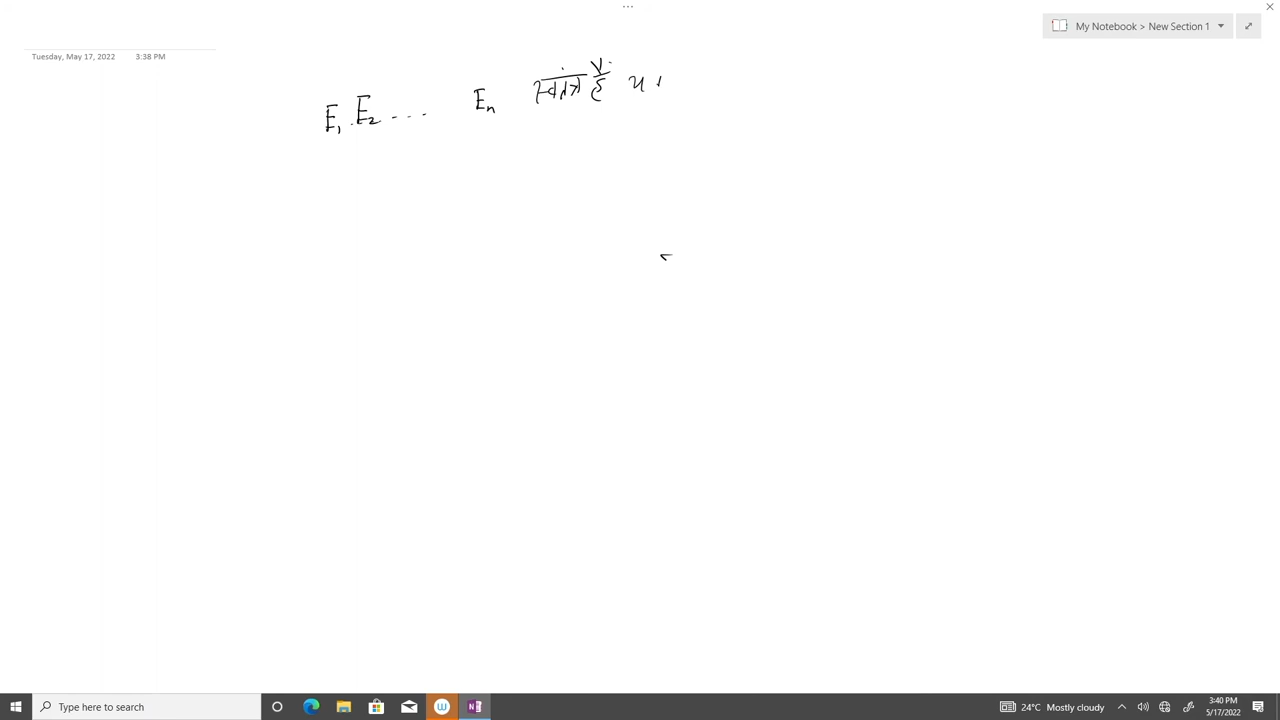 My Notebook > New Section 1
Tuesday, May 17, 2022 3:38 PM
E₁ E₂ .... Eₙ
Type here to search
24°C Mostly cloudy
3:40 PM
5/17/2022